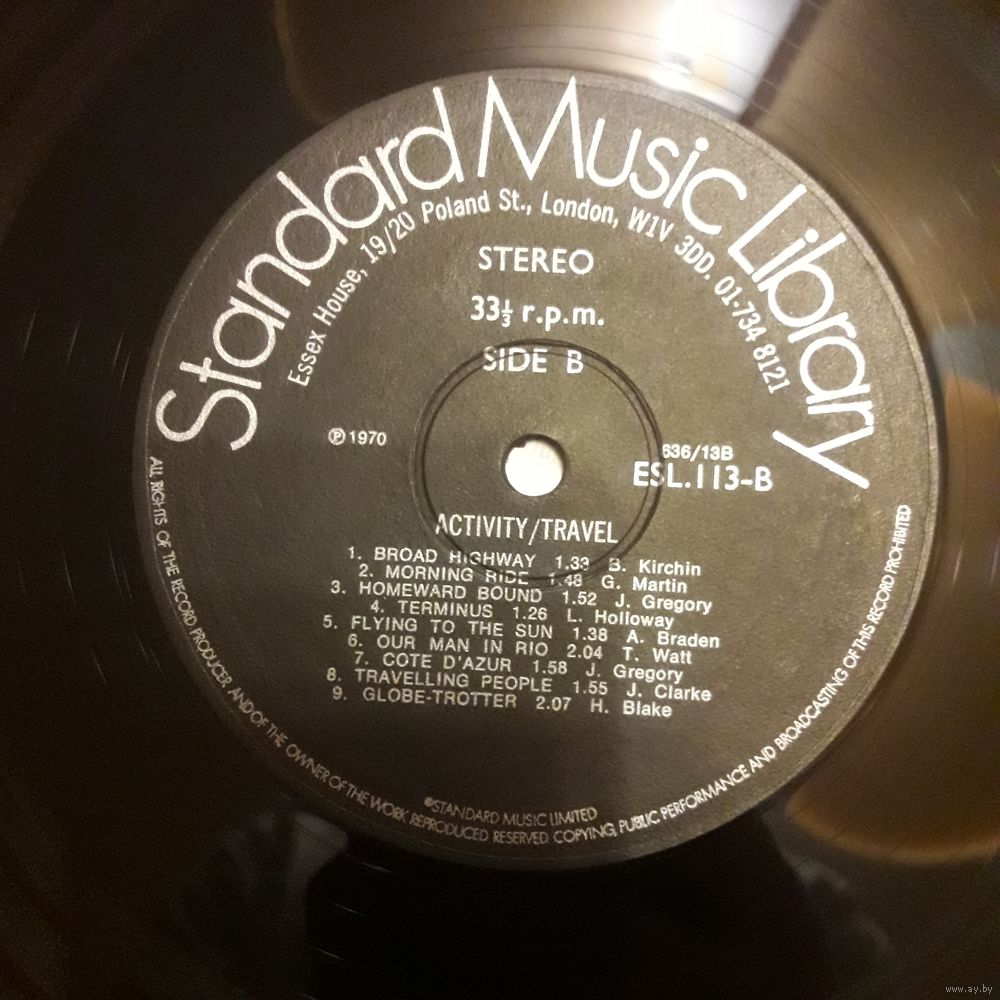 Standard Music Library
Essex House, 19/20 Poland St., London, W1V 3DD. 01-734 8121
STEREO
33⅓ r.p.m.
SIDE B
℗ 1970
636/13B
ESL.113-B
ACTIVITY/TRAVEL
1. BROAD HIGHWAY 1.33 B. Kirchin
2. MORNING RIDE 1.48 G. Martin
3. HOMEWARD BOUND 1.52 J. Gregory
4. TERMINUS 1.26 L. Holloway
5. FLYING TO THE SUN 1.38 A. Braden
6. OUR MAN IN RIO 2.04 T. Watt
7. COTE D'AZUR 1.58 J. Gregory
8. TRAVELLING PEOPLE 1.55 J. Clarke
9. GLOBE-TROTTER 2.07 H. Blake
©STANDARD MUSIC LIMITED
ALL RIGHTS OF THE RECORD PRODUCER AND OF THE OWNER OF THE WORK REPRODUCED RESERVED. COPYING, PUBLIC PERFORMANCE AND BROADCASTING OF THIS RECORD PROHIBITED
www.ay.by